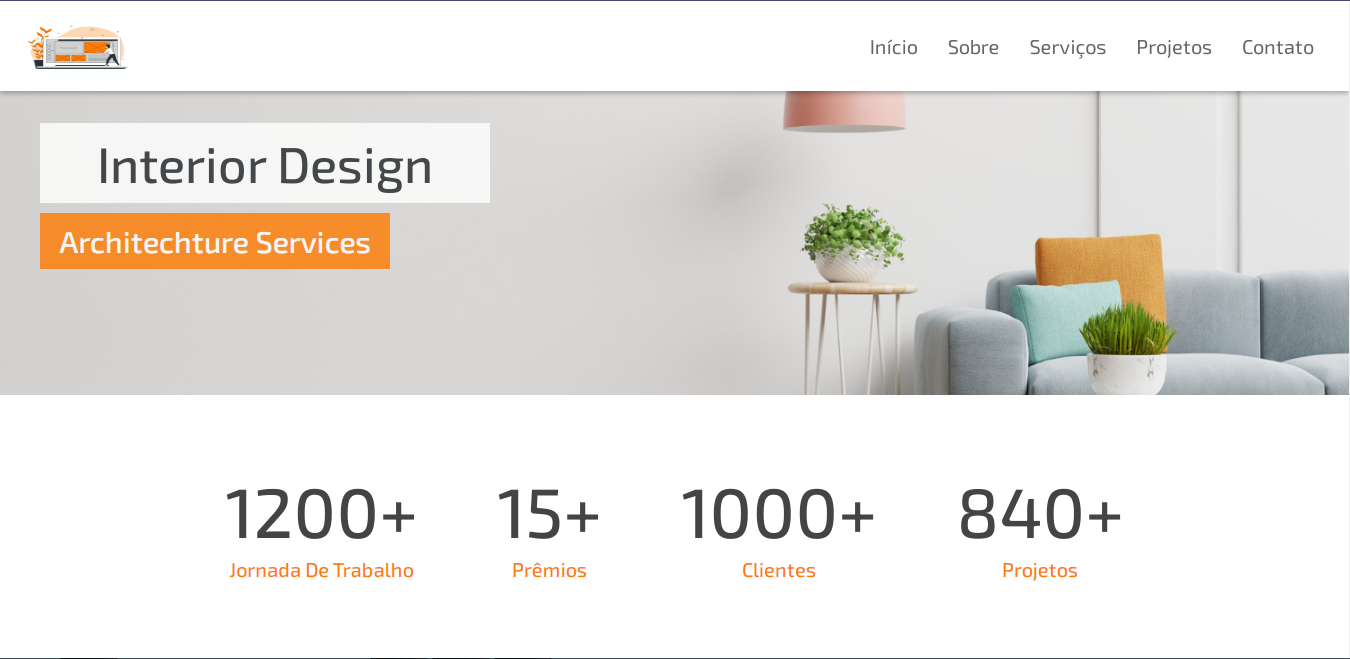 Início Sobre Serviços Projetos Contato
Interior Design
Architechture Services
1200+ 15+ 1000+ 840+
Jornada De Trabalho Prêmios Clientes Projetos